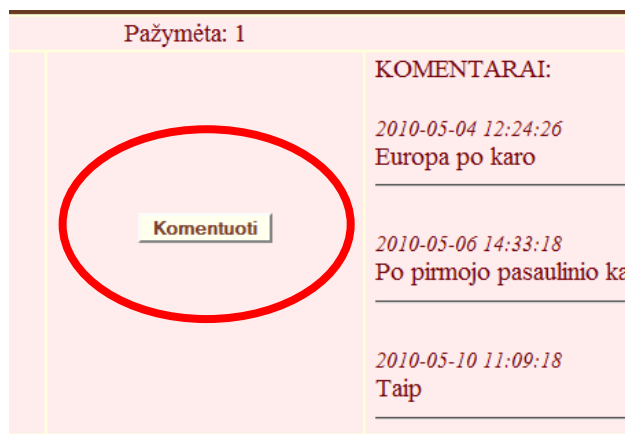 Pažymėta: 1
KOMENTARAI:
2010-05-04 12:24:26
Europa po karo
Komentuoti
2010-05-06 14:33:18
Po pirmojo pasaulinio
2010-05-10 11:09:18
Taip